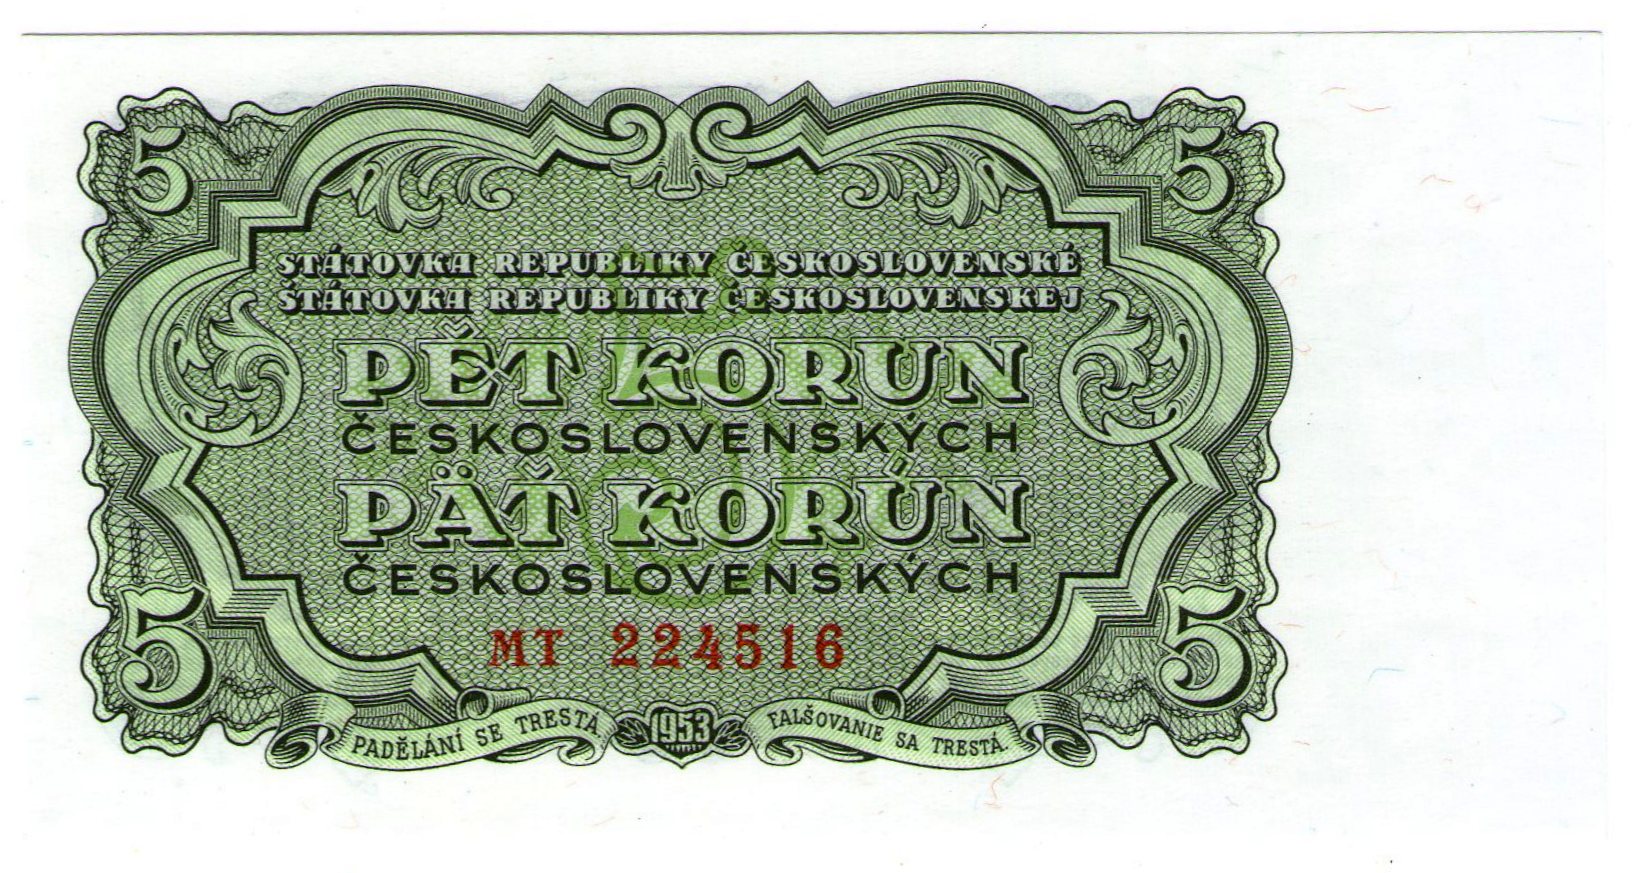 5 5
STÁTOVKA REPUBLIKY ČESKOSLOVENSKÉ
ŠTÁTOVKA REPUBLIKY ČESKOSLOVENSKEJ
PĚT KORUN
ČESKOSLOVENSKÝCH
PÄŤ KORÚN
ČESKOSLOVENSKÝCH
5 5
MT 224516
PADĚLÁNÍ SE TRESTÁ
1953
FALŠOVANIE SA TRESTÁ.